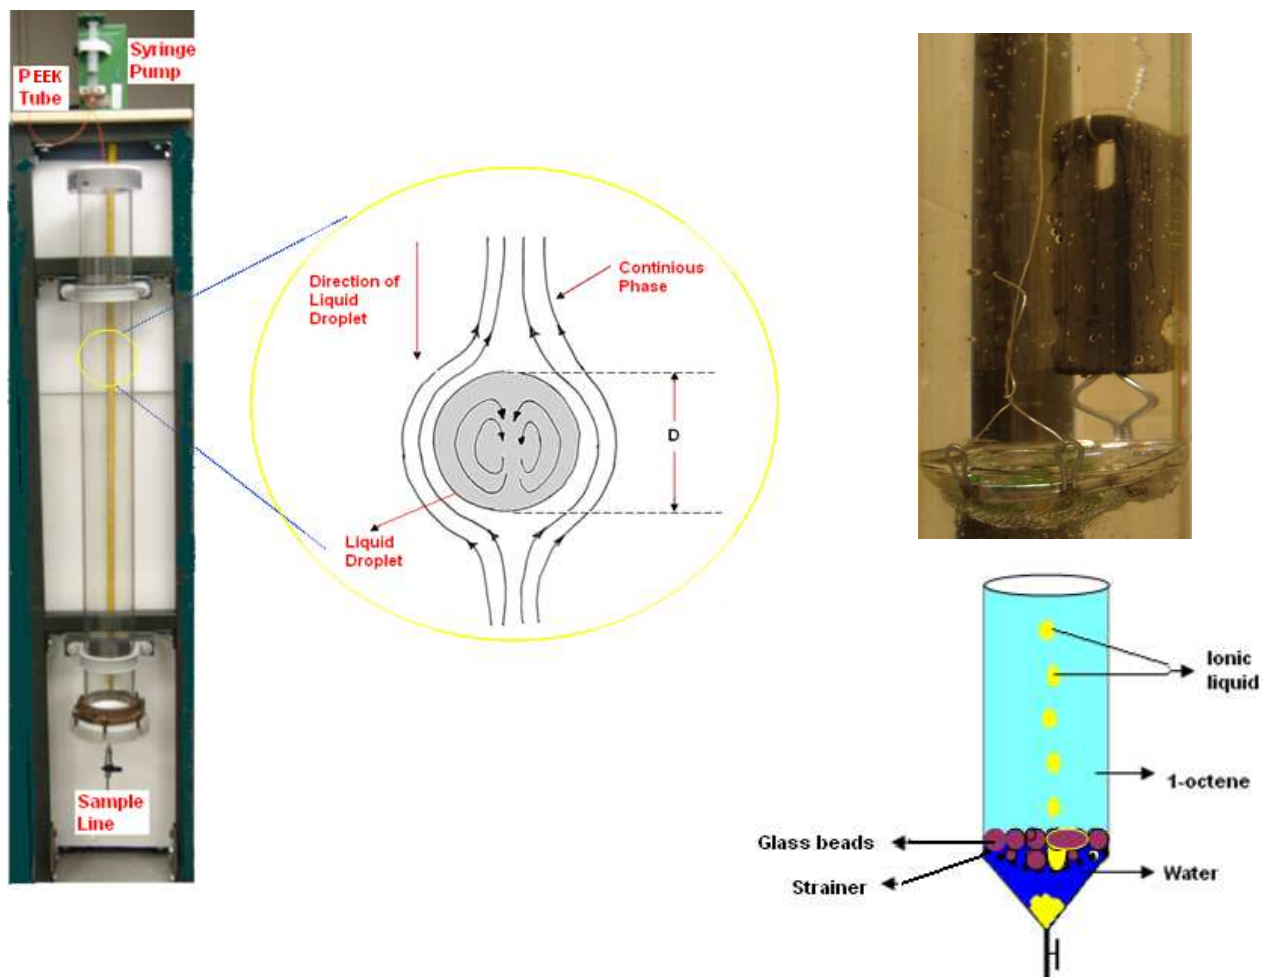 Syringe
Pump
PEEK
Tube
Sample
Line
Direction of
Liquid
Droplet
Continious
Phase
D
Liquid
Droplet
Ionic
liquid
1-octene
Glass beads
Strainer
Water